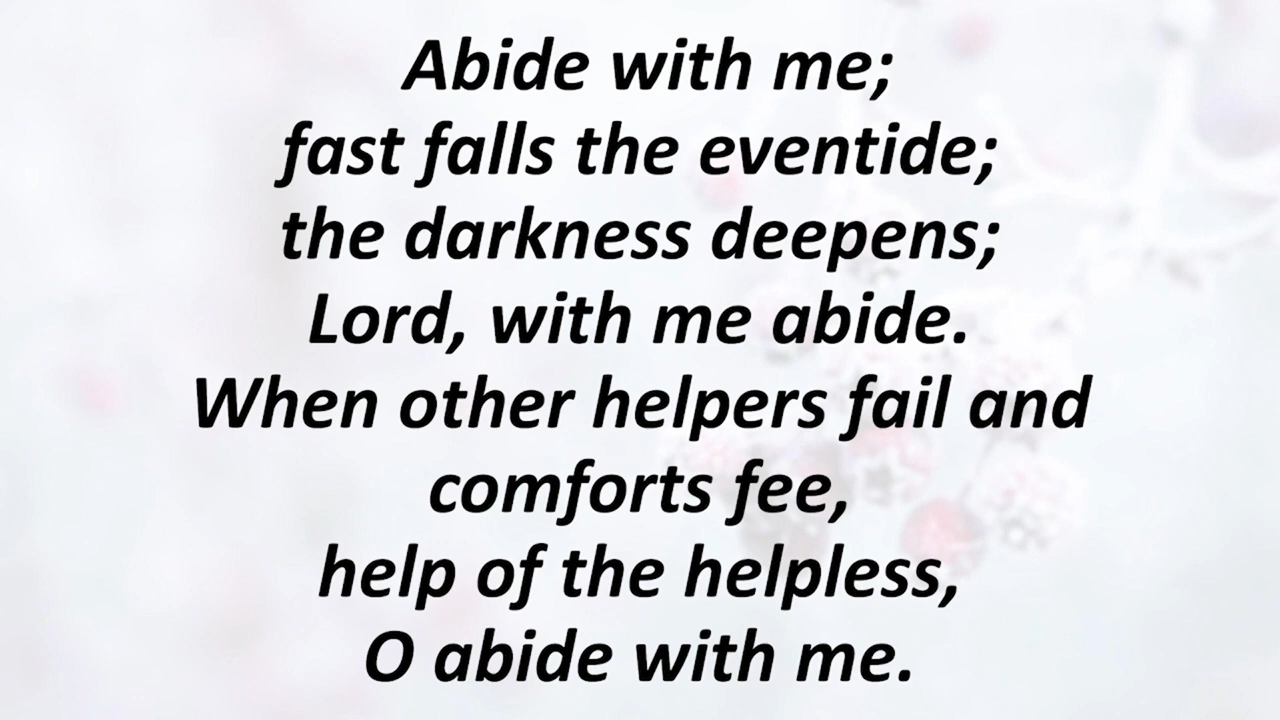 Abide with me;
fast falls the eventide;
the darkness deepens;
Lord, with me abide.
When other helpers fail and
comforts fee,
help of the helpless,
O abide with me.